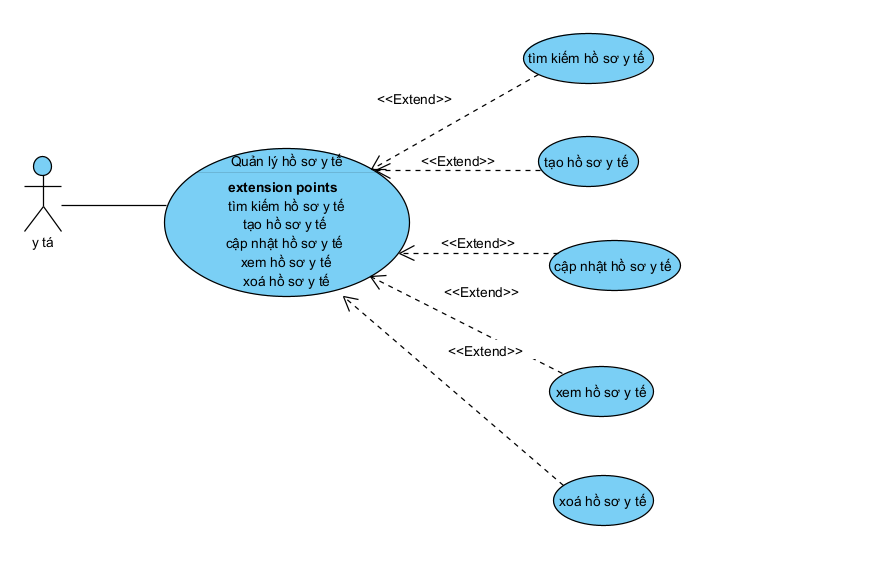 tìm kiếm hồ sơ y tế
<<Extend>>
Quản lý hồ sơ y tế
<<Extend>>
tạo hồ sơ y tế
extension points
tìm kiếm hồ sơ y tế
tạo hồ sơ y tế
cập nhật hồ sơ y tế
xem hồ sơ y tế
xoá hồ sơ y tế
y tá
<<Extend>>
cập nhật hồ sơ y tế
<<Extend>>
<<Extend>>
xem hồ sơ y tế
xoá hồ sơ y tế